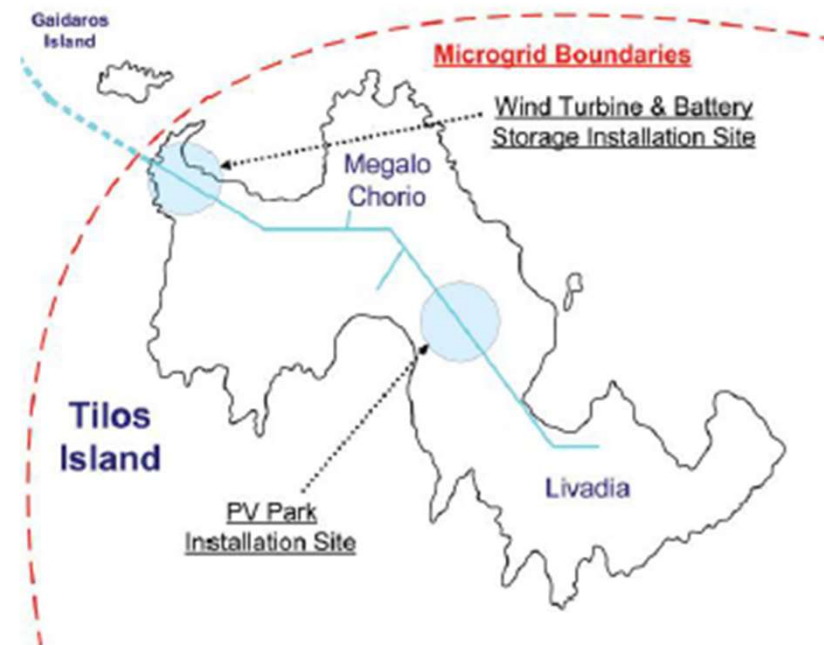 Gaidaros
Island
Microgrid Boundaries
Wind Turbine & Battery
Storage Installation Site
Megalo
Chorio
Tilos
Island
Livadia
PV Park
Installation Site